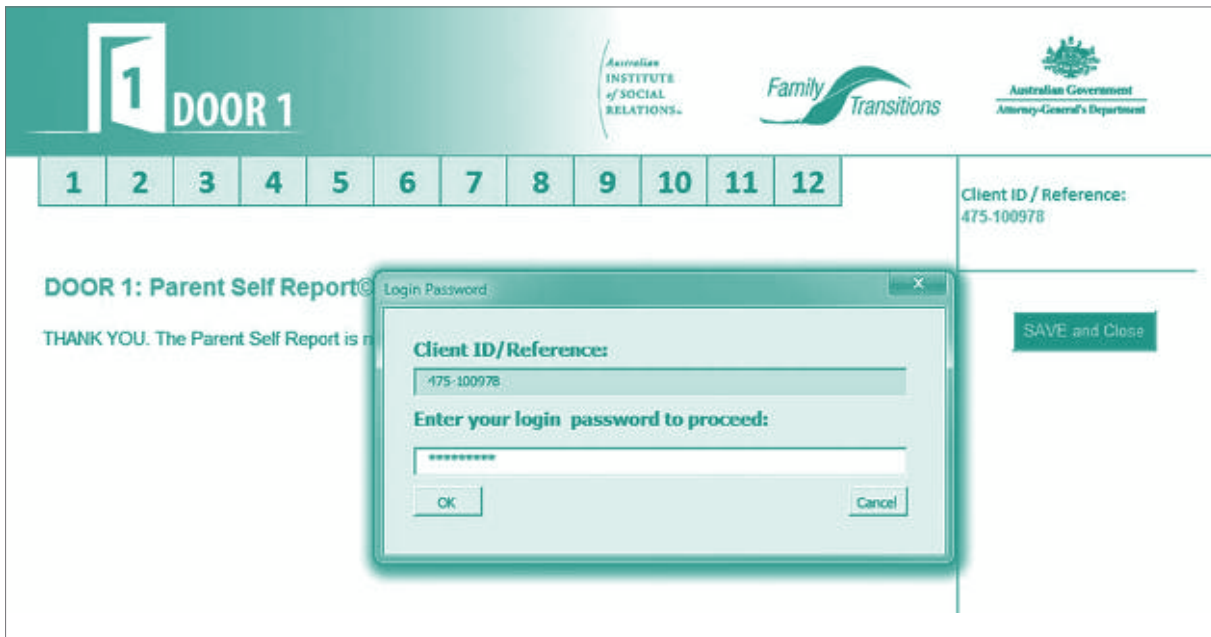 1
DOOR 1
Australian
INSTITUTE
of SOCIAL
RELATIONS
Family
Transitions
Australian Government
Attorney-General's Department
1 2 3 4 5 6 7 8 9 10 11 12
Client ID / Reference:
475-100978
DOOR 1: Parent Self Report©
THANK YOU. The Parent Self Report is
SAVE and Close
Login Password
X
Client ID/Reference:
475-100978
Enter your login password to proceed:
*********
OK
Cancel